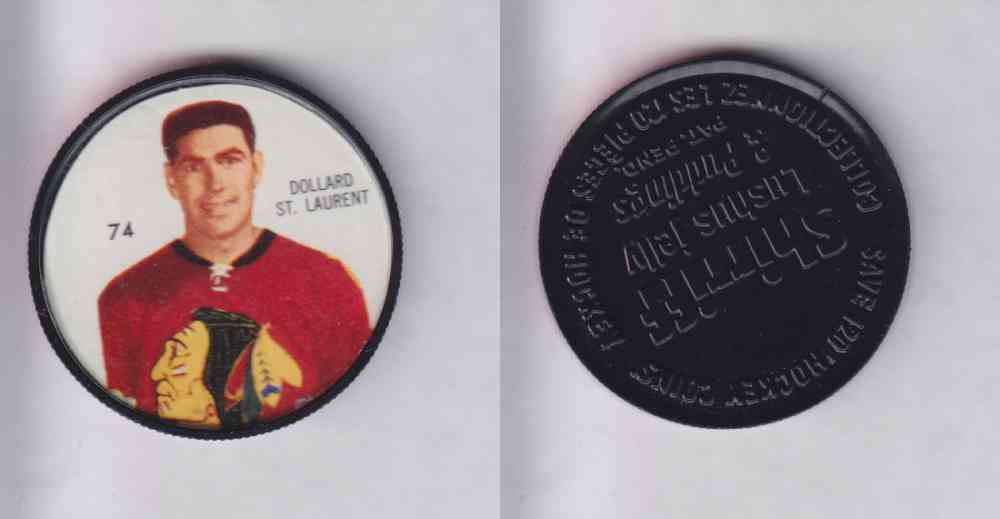 74
DOLLARD
ST. LAURENT
Shirriff
Lushus Jelly
& Puddings
PAT. PEND.
SAVE 120 HOCKEY COINS.
COLLECTIONNEZ LES 120 PIÈCES DE HOCKEY